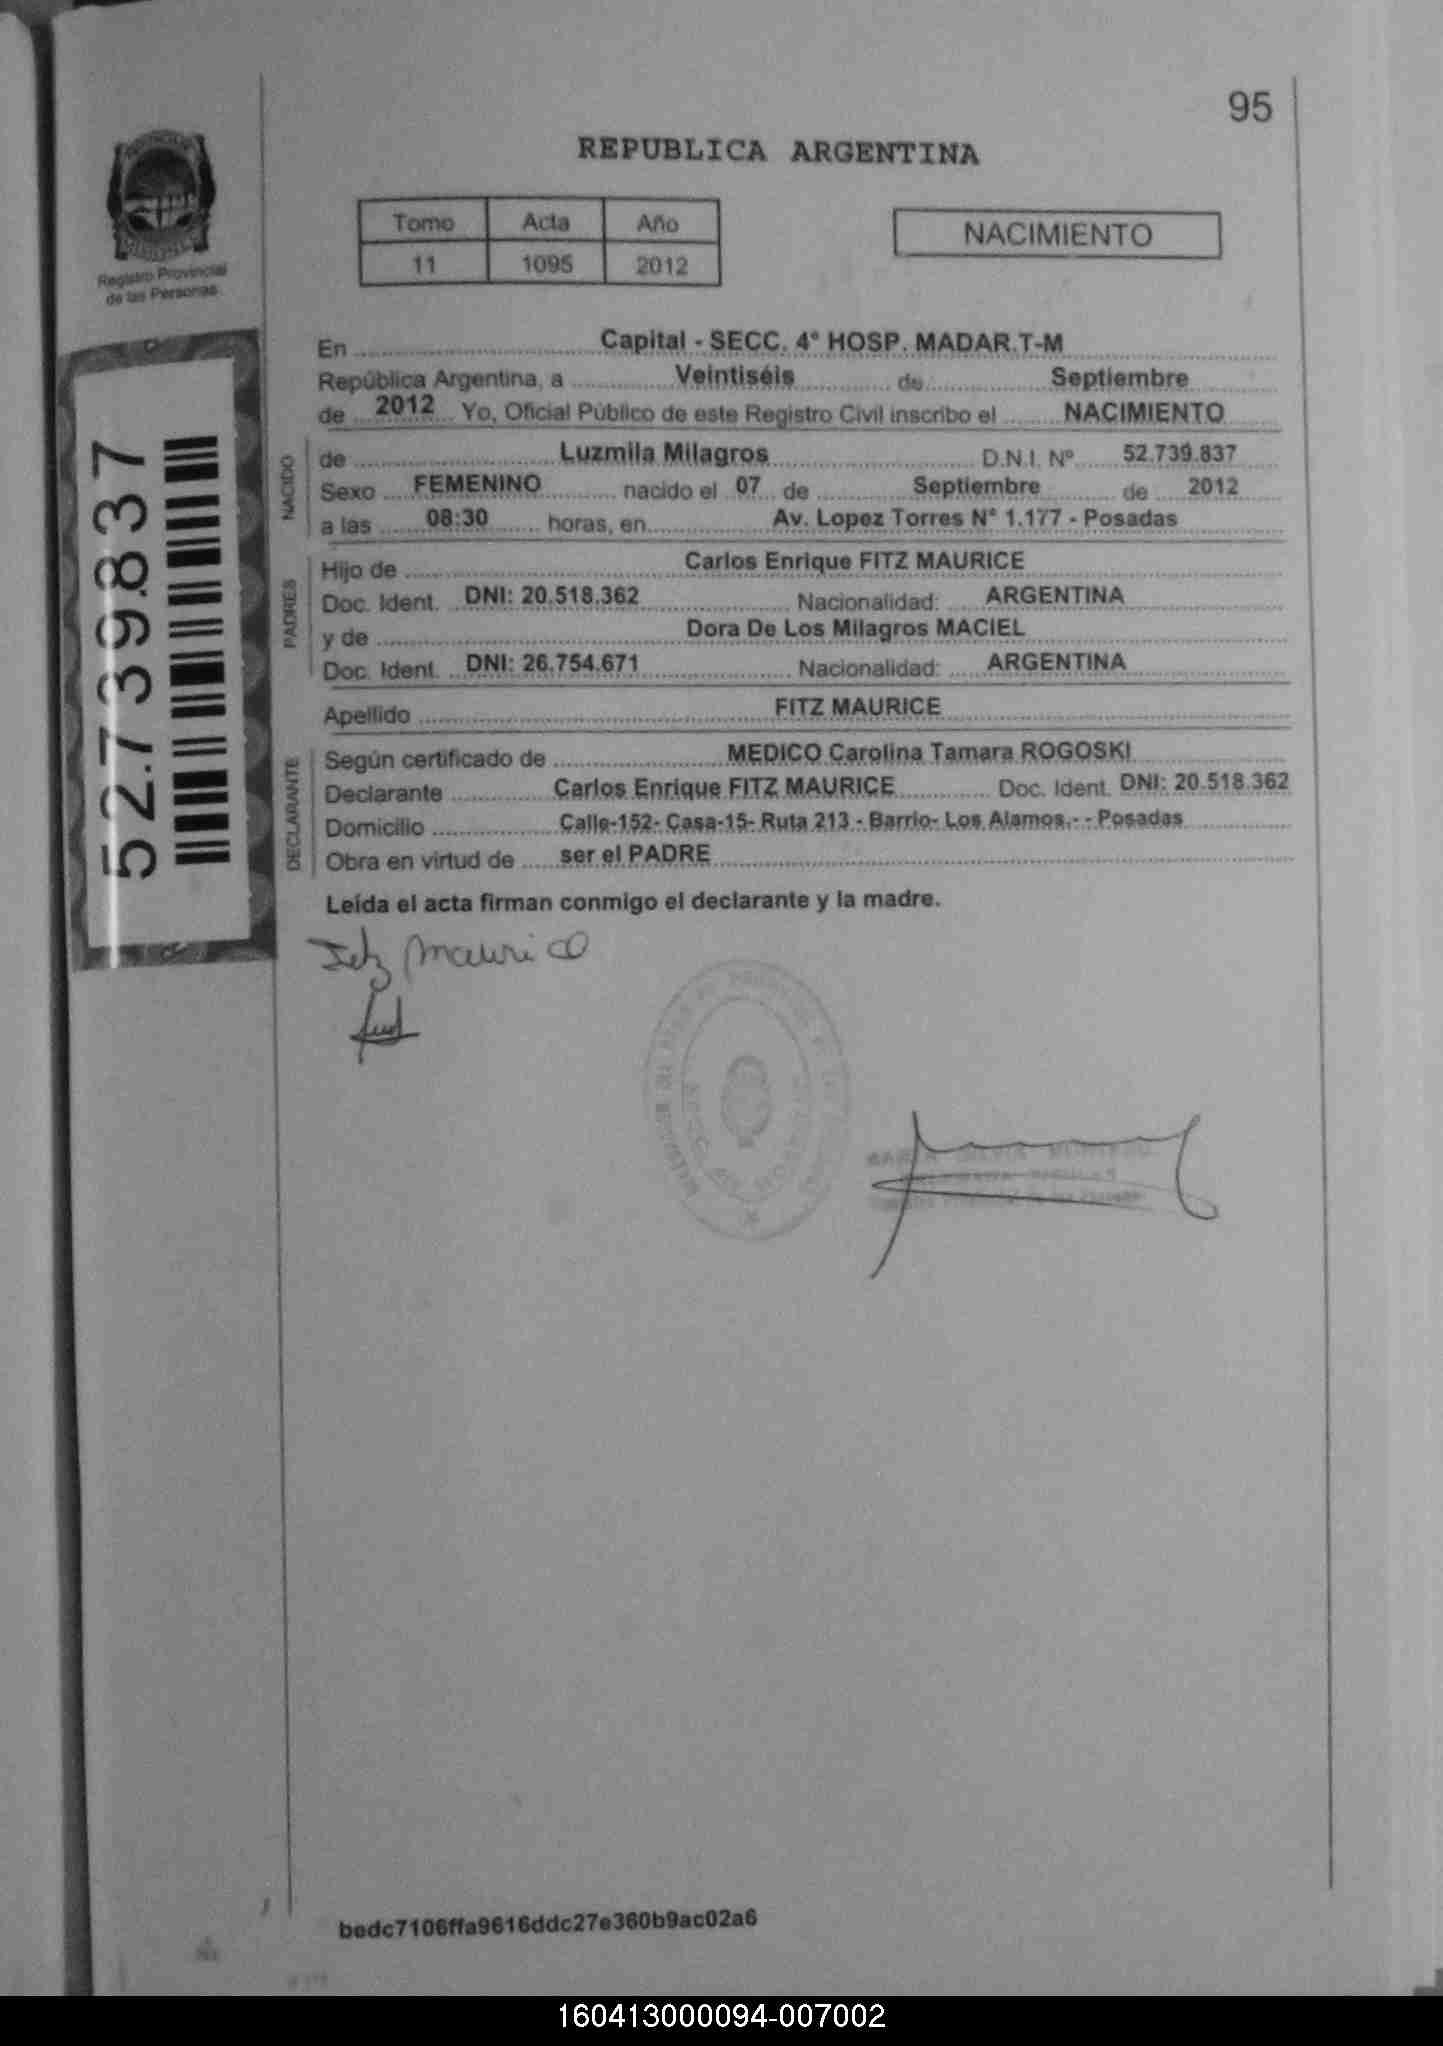 95
REPUBLICA ARGENTINA
Registro Provincial
de las Personas
Tomo Acta Año
11 1095 2012
NACIMIENTO
52.739.837
En Capital - SECC. 4° HOSP. MADAR.T-M
República Argentina, a Veintiséis de Septiembre
de 2012 Yo, Oficial Público de este Registro Civil inscribo el NACIMIENTO
NACIDO
de Luzmila Milagros D.N.I. Nº 52.739.837
Sexo FEMENINO nacido el 07 de Septiembre de 2012
a las 08:30 horas, en Av. Lopez Torres N° 1.177 - Posadas
PADRES
Hijo de Carlos Enrique FITZ MAURICE
Doc. Ident. DNI: 20.518.362 Nacionalidad: ARGENTINA
y de Dora De Los Milagros MACIEL
Doc. Ident. DNI: 26.754.671 Nacionalidad: ARGENTINA
Apellido FITZ MAURICE
DECLARANTE
Según certificado de MEDICO Carolina Tamara ROGOSKI
Declarante Carlos Enrique FITZ MAURICE Doc. Ident. DNI: 20.518.362
Domicilio Calle-152- Casa-15- Ruta 213 - Barrio- Los Alamos.- - Posadas
Obra en virtud de ser el PADRE
Leída el acta firman conmigo el declarante y la madre.
bedc7106ffa9616ddc27e360b9ac02a6
160413000094-007002